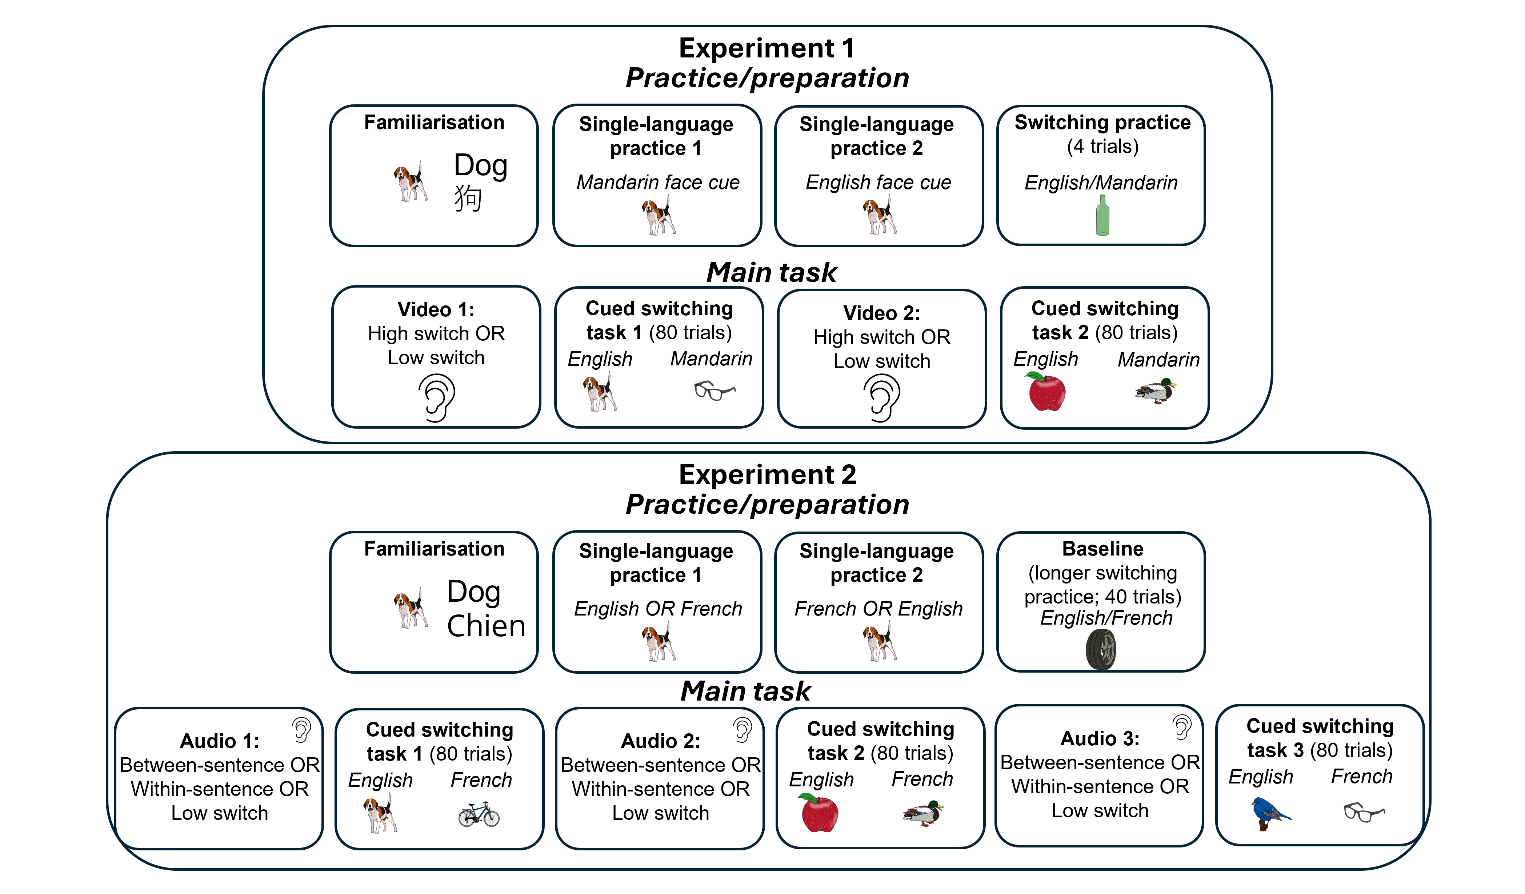 Experiment 1
Practice/preparation
Familiarisation
Dog
狗
Single-language
practice 1
Mandarin face cue
Single-language
practice 2
English face cue
Switching practice
(4 trials)
English/Mandarin
Main task
Video 1:
High switch OR
Low switch
Cued switching
task 1 (80 trials)
English Mandarin
Video 2:
High switch OR
Low switch
Cued switching
task 2 (80 trials)
English Mandarin
Experiment 2
Practice/preparation
Familiarisation
Dog
Chien
Single-language
practice 1
English OR French
Single-language
practice 2
French OR English
Baseline
(longer switching
practice; 40 trials)
English/French
Main task
Audio 1:
Between-sentence OR
Within-sentence OR
Low switch
Cued switching
task 1 (80 trials)
English French
Audio 2:
Between-sentence OR
Within-sentence OR
Low switch
Cued switching
task 2 (80 trials)
English French
Audio 3:
Between-sentence OR
Within-sentence OR
Low switch
Cued switching
task 3 (80 trials)
English French